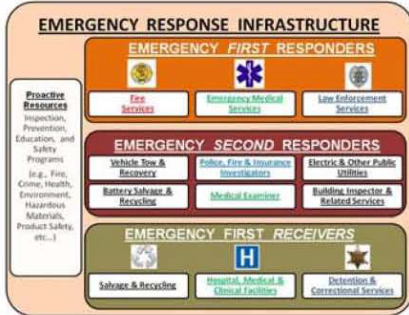 EMERGENCY RESPONSE INFRASTRUCTURE
EMERGENCY FIRST RESPONDERS
Fire
Services
Emergency Medical
Services
Law Enforcement
Services
Proactive
Resources
Inspection,
Prevention,
Education, and
Safety
Programs
(e.g., Fire,
Crime, Health,
Environment,
Hazardous
Materials,
Product Safety,
etc...)
EMERGENCY SECOND RESPONDERS
Vehicle Tow &
Recovery
Police, Fire & Insurance
Investigators
Electric & Other Public
Utilities
Battery Salvage &
Recycling
Medical Examiner
Building Inspector &
Related Services
EMERGENCY FIRST RECEIVERS
H
Salvage & Recycling
Hospital, Medical &
Clinical Facilities
Detention &
Correctional Services